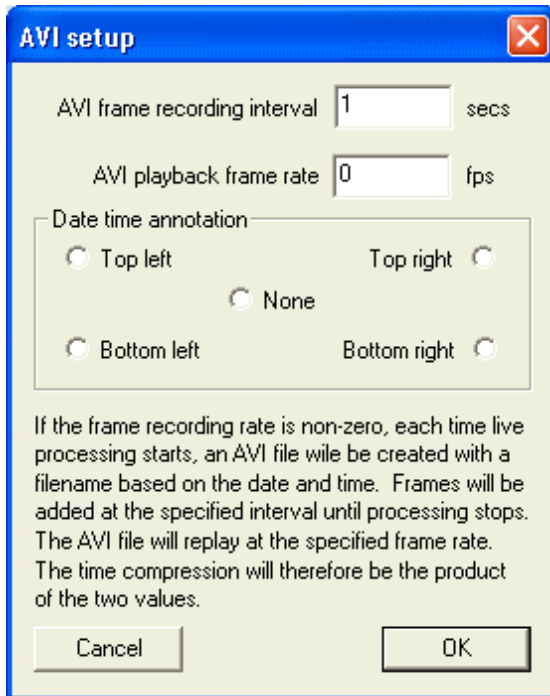 AVI setup
AVI frame recording interval 1 secs
AVI playback frame rate 0 fps
Date time annotation
Top left Top right
None
Bottom left Bottom right
If the frame recording rate is non-zero, each time live
processing starts, an AVI file wile be created with a
filename based on the date and time. Frames will be
added at the specified interval until processing stops.
The AVI file will replay at the specified frame rate.
The time compression will therefore be the product
of the two values.
Cancel OK